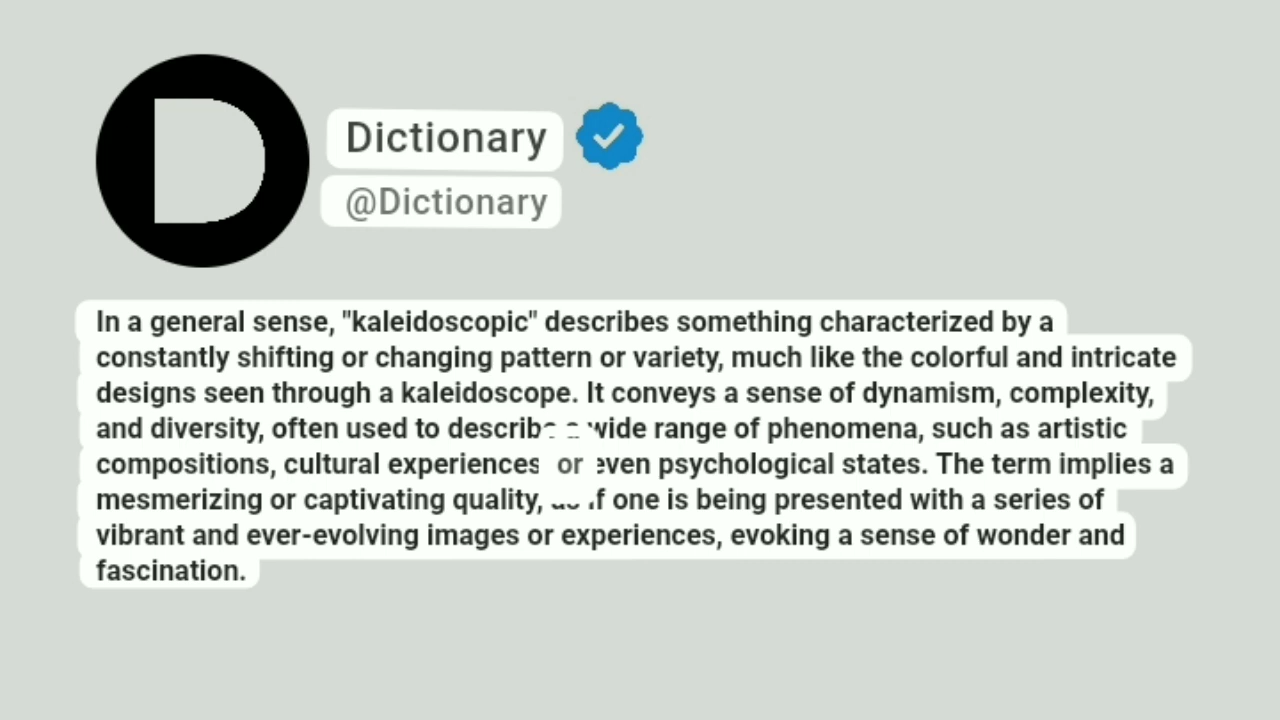 D
Dictionary
@Dictionary
In a general sense, "kaleidoscopic" describes something characterized by a
constantly shifting or changing pattern or variety, much like the colorful and intricate
designs seen through a kaleidoscope. It conveys a sense of dynamism, complexity,
and diversity, often used to describe a wide range of phenomena, such as artistic
compositions, cultural experiences or even psychological states. The term implies a
mesmerizing or captivating quality, as if one is being presented with a series of
vibrant and ever-evolving images or experiences, evoking a sense of wonder and
fascination.